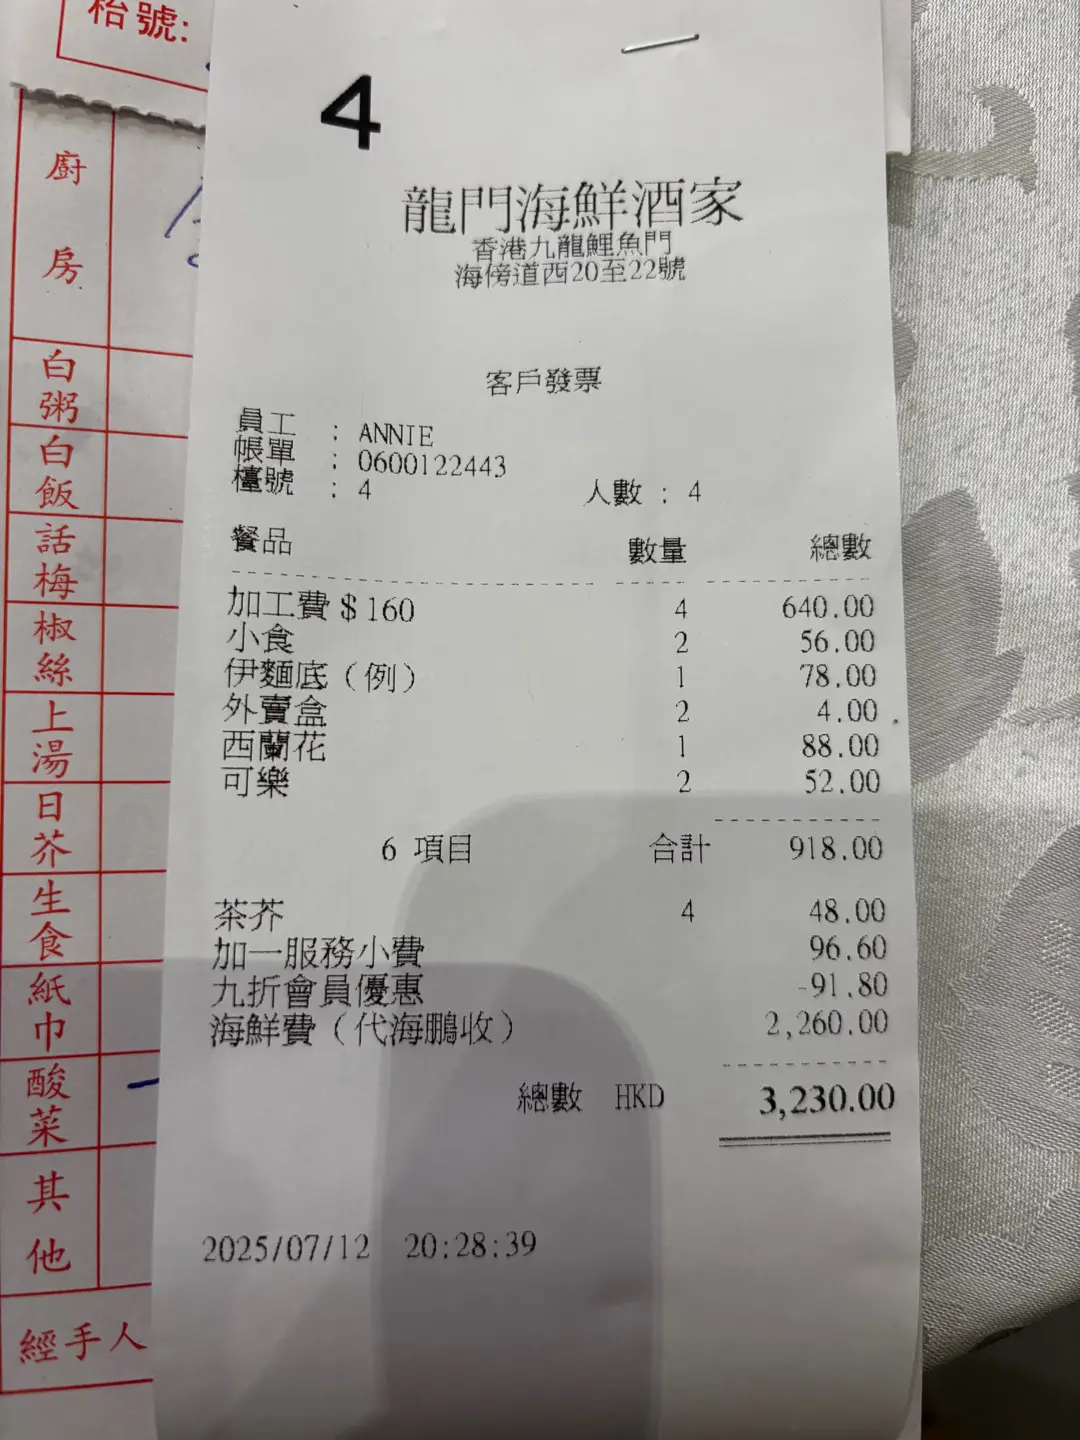 枱號:
廚房
白粥
白飯
話梅
椒絲
上湯
日芥
生食
紙巾
酸菜
其他
經手人
4
龍門海鮮酒家
香港九龍鯉魚門
海傍道西20至22號
客戶發票
員工 : ANNIE
帳單 : 0600122443
檯號 : 4 人數 : 4
餐品 數量 總數
加工費$160 4 640.00
小食 2 56.00
伊麵底(例) 1 78.00
外賣盒 2 4.00
西蘭花 1 88.00
可樂 2 52.00
6 項目 合計 918.00
茶芥 4 48.00
加一服務小費 96.60
九折會員優惠 -91.80
海鮮費(代海鵬收) 2,260.00
總數 HKD 3,230.00
2025/07/12 20:28:39